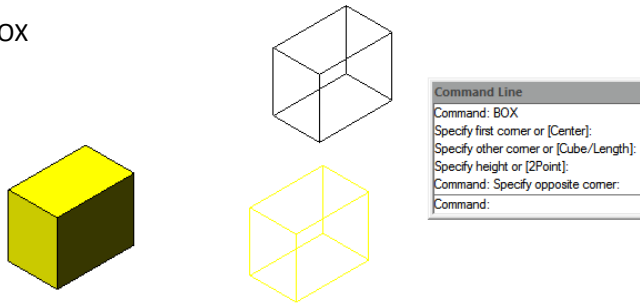 OX
Command Line
Command: BOX
Specify first corner or [Center]:
Specify other corner or [Cube/Length]:
Specify height or [2Point]:
Command: Specify opposite corner:
Command: